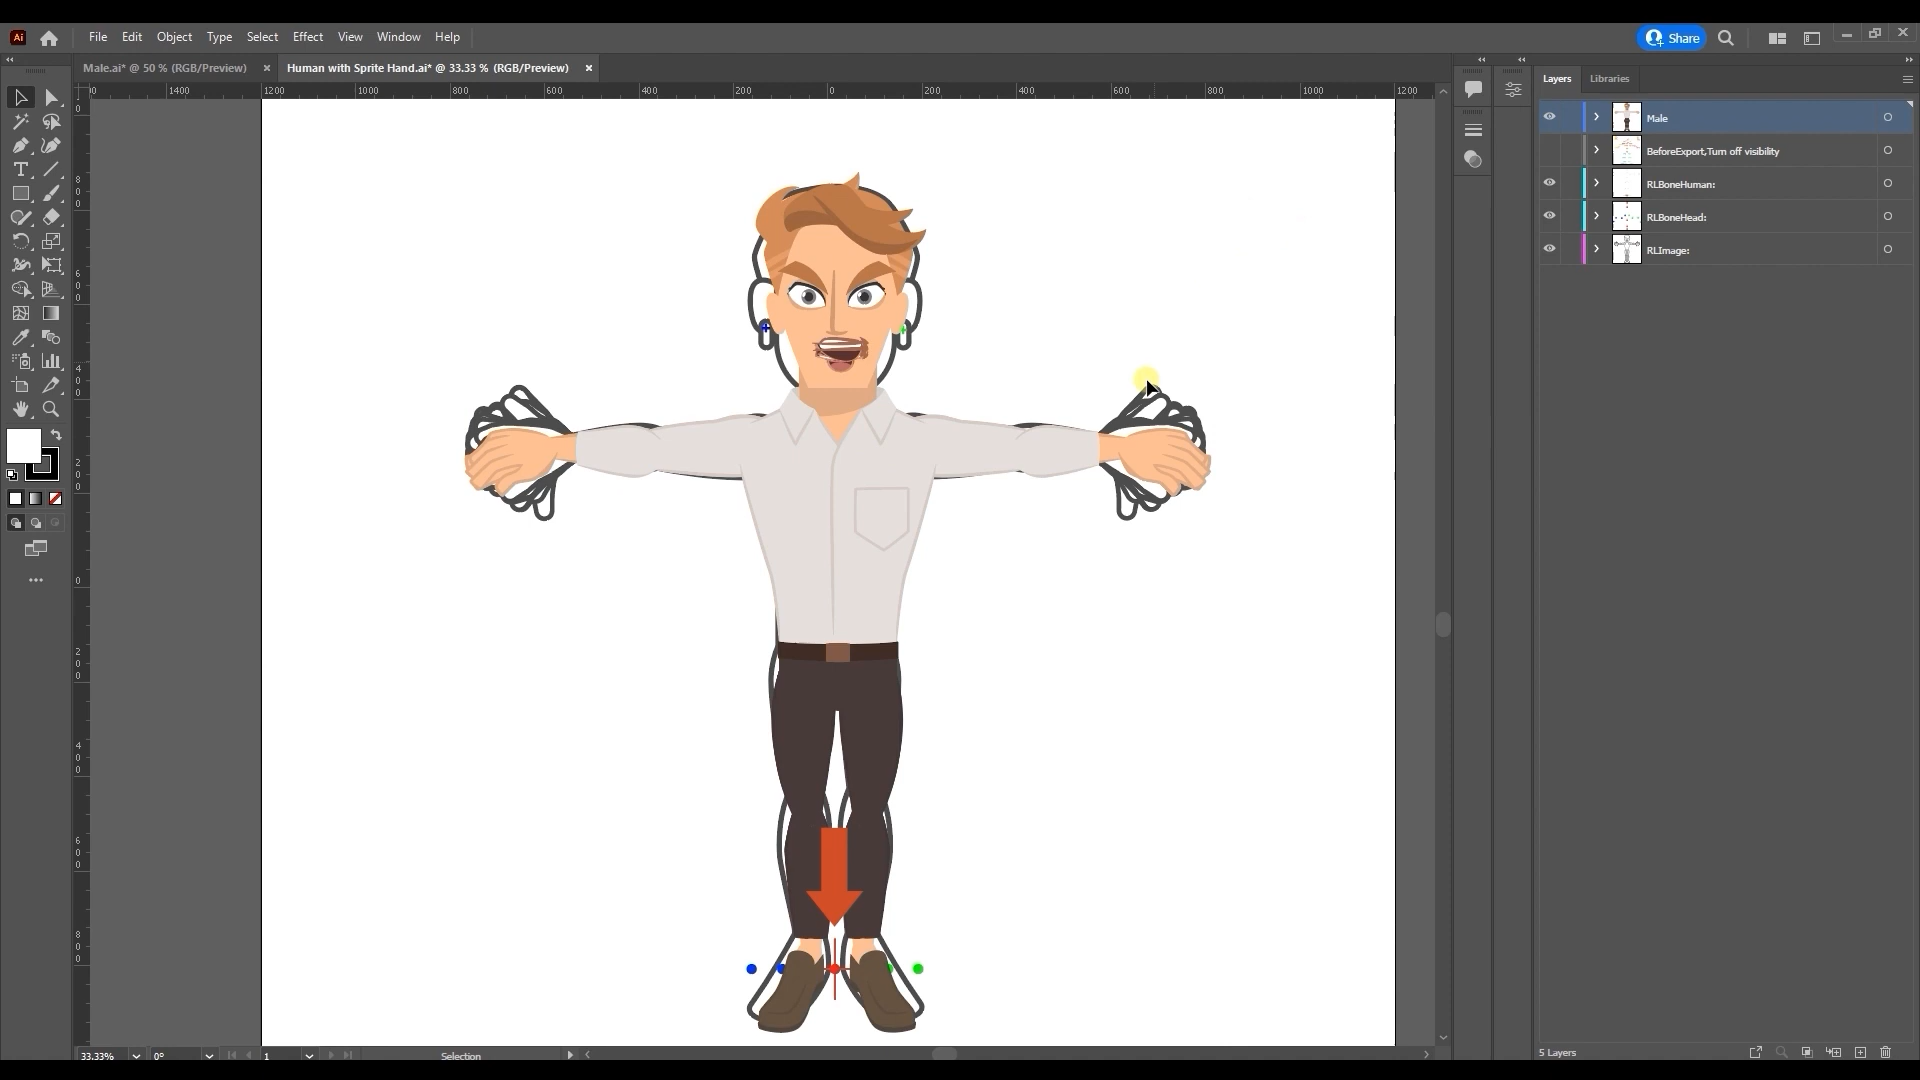 Ai File Edit Object Type Select Effect View Window Help Share
Male.ai* @ 50 % (RGB/Preview) × Human with Sprite Hand.ai* @ 33.33 % (RGB/Preview) ×
1400 1200 1000 800 600 400 200 0 200 400 600 800 1000 1200
Layers Libraries
Male
BeforeExport,Turn off visibility
RLBoneHuman:
RLBoneHead:
RLImage:
33.33% 0° 1 Selection
5 Layers